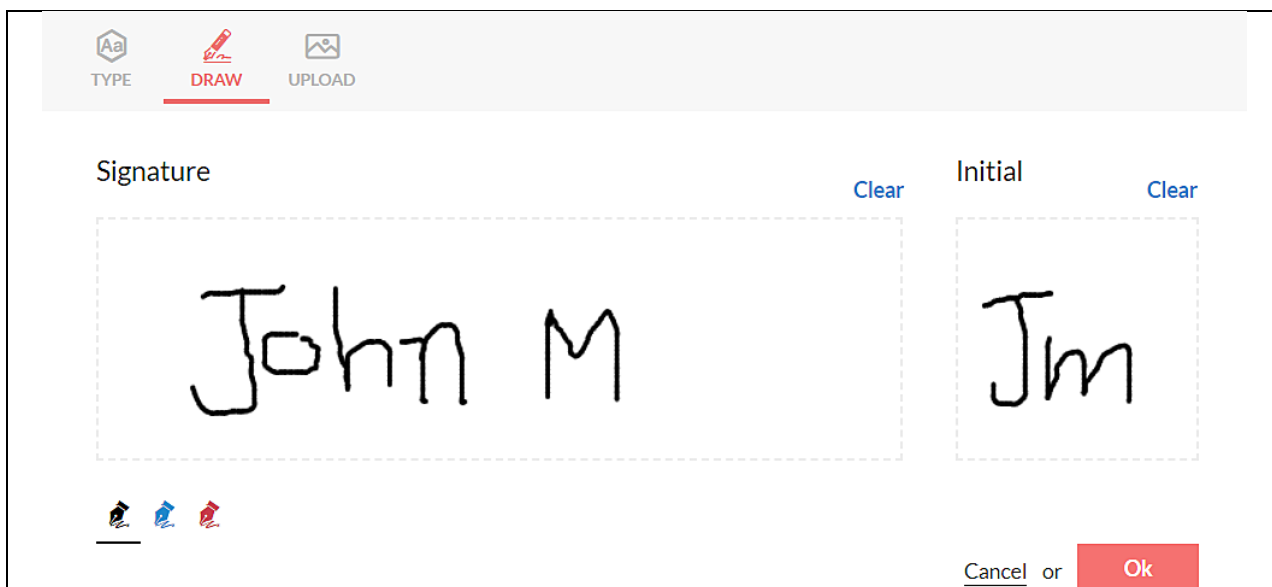 TYPE DRAW UPLOAD
Signature Clear Initial Clear
John M Jm
Cancel or Ok